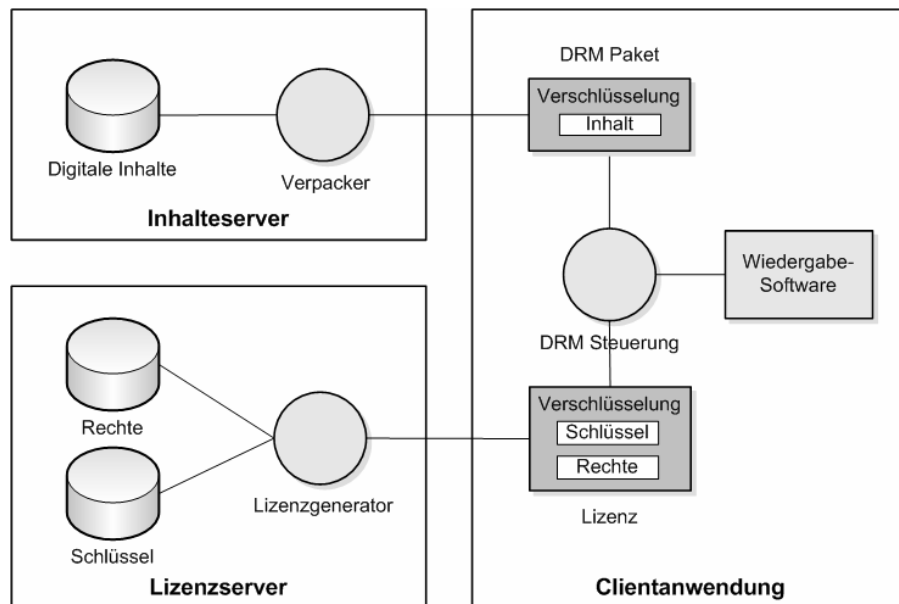 Digitale Inhalte
Verpacker
Inhalteserver
Rechte
Schlüssel
Lizenzgenerator
Lizenzserver
DRM Paket
Verschlüsselung
Inhalt
Wiedergabe-
Software
DRM Steuerung
Verschlüsselung
Schlüssel
Rechte
Lizenz
Clientanwendung